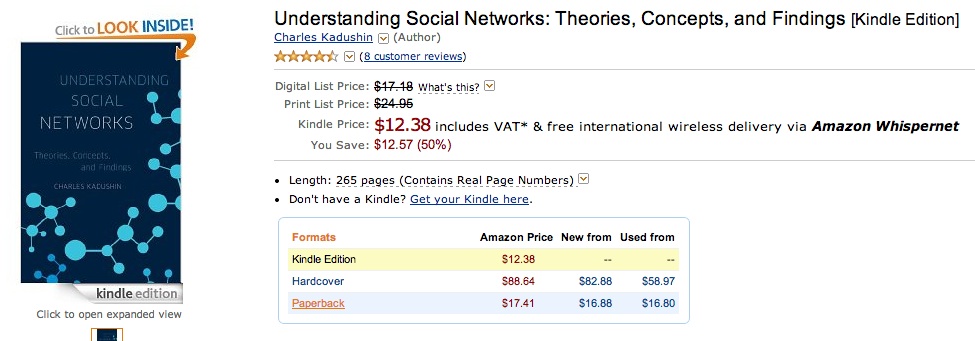 Click to LOOK INSIDE!
UNDERSTANDING
SOCIAL
NETWORKS
Theories, Concepts,
and Findings
CHARLES KADUSHIN
kindle edition
Click to open expanded view
Understanding Social Networks: Theories, Concepts, and Findings [Kindle Edition]
Charles Kadushin (Author)
(8 customer reviews)
Digital List Price: $17.18 What's this?
Print List Price: $24.95
Kindle Price: $12.38 includes VAT* & free international wireless delivery via Amazon Whispernet
You Save: $12.57 (50%)
• Length: 265 pages (Contains Real Page Numbers)
• Don't have a Kindle? Get your Kindle here.
Formats Amazon Price New from Used from
Kindle Edition $12.38 -- --
Hardcover $88.64 $82.88 $58.97
Paperback $17.41 $16.88 $16.80